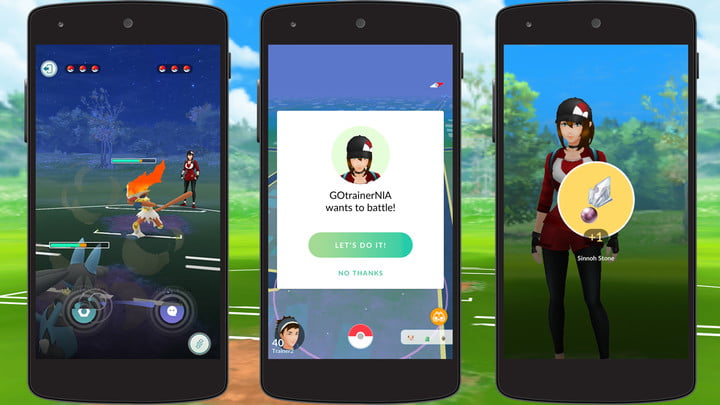 GOtrainerNIA
wants to battle!
LET'S DO IT!
NO THANKS
40
Trainer2
+1
Sinnoh Stone